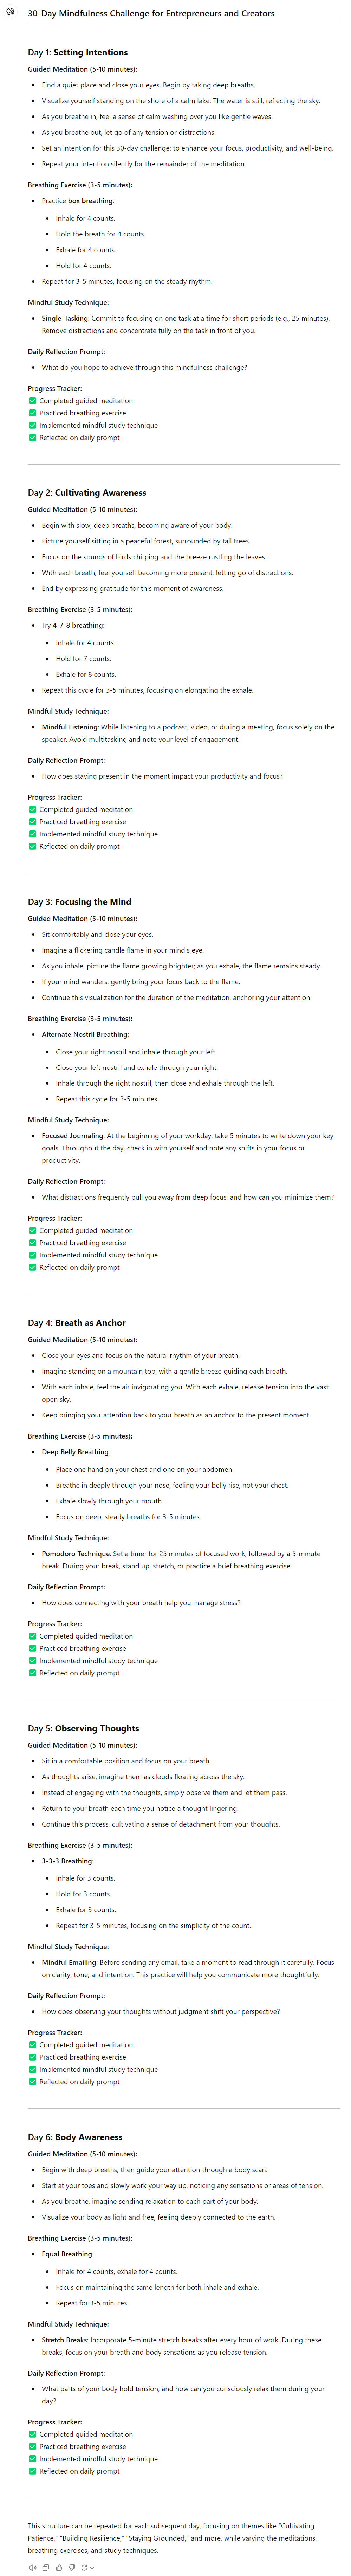 30-Day Mindfulness Challenge for Entrepreneurs and Creators
Day 1: Setting Intentions
Guided Meditation (5-10 minutes):
Find a quiet place and close your eyes. Begin by taking deep breaths.
Visualize yourself standing on the shore of a calm lake. The water is still, reflecting the sky.
As you breathe in, feel a sense of calm washing over you like gentle waves.
As you breathe out, let go of any tension or distractions.
Set an intention for this 30-day challenge: to enhance your focus, productivity, and well-being.
Repeat your intention silently for the remainder of the meditation.
Breathing Exercise (3-5 minutes):
Practice box breathing:
Inhale for 4 counts.
Hold the breath for 4 counts.
Exhale for 4 counts.
Hold for 4 counts.
Repeat for 3-5 minutes, focusing on the steady rhythm.
Mindful Study Technique:
Single-Tasking: Commit to focusing on one task at a time for short periods (e.g., 25 minutes).
Remove distractions and concentrate fully on the task in front of you.
Daily Reflection Prompt:
What do you hope to achieve through this mindfulness challenge?
Progress Tracker:
✅ Completed guided meditation
✅ Practiced breathing exercise
✅ Implemented mindful study technique
✅ Reflected on daily prompt
Day 2: Cultivating Awareness
Guided Meditation (5-10 minutes):
Begin with slow, deep breaths, becoming aware of your body.
Picture yourself sitting in a peaceful forest, surrounded by tall trees.
Focus on the sounds of birds chirping and the breeze rustling the leaves.
With each breath, feel yourself becoming more present, letting go of distractions.
End by expressing gratitude for this moment of awareness.
Breathing Exercise (3-5 minutes):
Try 4-7-8 breathing:
Inhale for 4 counts.
Hold for 7 counts.
Exhale for 8 counts.
Repeat this cycle for 3-5 minutes, focusing on elongating the exhale.
Mindful Study Technique:
Mindful Listening: While listening to a podcast, video, or during a meeting, focus solely on the
speaker. Avoid multitasking and note your level of engagement.
Daily Reflection Prompt:
How does staying present in the moment impact your productivity and focus?
Progress Tracker:
✅ Completed guided meditation
✅ Practiced breathing exercise
✅ Implemented mindful study technique
✅ Reflected on daily prompt
Day 3: Focusing the Mind
Guided Meditation (5-10 minutes):
Sit comfortably and close your eyes.
Imagine a flickering candle flame in your mind's eye.
As you inhale, picture the flame growing brighter; as you exhale, the flame remains steady.
If your mind wanders, gently bring your focus back to the flame.
Continue this visualization for the duration of the meditation, anchoring your attention.
Breathing Exercise (3-5 minutes):
Alternate Nostril Breathing:
Close your right nostril and inhale through your left.
Close your left nostril and exhale through your right.
Inhale through the right nostril, then close and exhale through the left.
Repeat this cycle for 3-5 minutes.
Mindful Study Technique:
Focused Journaling: At the beginning of your workday, take 5 minutes to write down your key
goals. Throughout the day, check in with yourself and note any shifts in your focus or
productivity.
Daily Reflection Prompt:
What distractions frequently pull you away from deep focus, and how can you minimize them?
Progress Tracker:
✅ Completed guided meditation
✅ Practiced breathing exercise
✅ Implemented mindful study technique
✅ Reflected on daily prompt
Day 4: Breath as Anchor
Guided Meditation (5-10 minutes):
Close your eyes and focus on the natural rhythm of your breath.
Imagine standing on a mountain top, with a gentle breeze guiding each breath.
With each inhale, feel the air invigorating you. With each exhale, release tension into the vast
open sky.
Keep bringing your attention back to your breath as an anchor to the present moment.
Breathing Exercise (3-5 minutes):
Deep Belly Breathing:
Place one hand on your chest and one on your abdomen.
Breathe in deeply through your nose, feeling your belly rise, not your chest.
Exhale slowly through your mouth.
Focus on deep, steady breaths for 3-5 minutes.
Mindful Study Technique:
Pomodoro Technique: Set a timer for 25 minutes of focused work, followed by a 5-minute
break. During your break, stand up, stretch, or practice a brief breathing exercise.
Daily Reflection Prompt:
How does connecting with your breath help you manage stress?
Progress Tracker:
✅ Completed guided meditation
✅ Practiced breathing exercise
✅ Implemented mindful study technique
✅ Reflected on daily prompt
Day 5: Observing Thoughts
Guided Meditation (5-10 minutes):
Sit in a comfortable position and focus on your breath.
As thoughts arise, imagine them as clouds floating across the sky.
Instead of engaging with the thoughts, simply observe them and let them pass.
Return to your breath each time you notice a thought lingering.
Continue this process, cultivating a sense of detachment from your thoughts.
Breathing Exercise (3-5 minutes):
3-3-3 Breathing:
Inhale for 3 counts.
Hold for 3 counts.
Exhale for 3 counts.
Repeat for 3-5 minutes, focusing on the simplicity of the count.
Mindful Study Technique:
Mindful Emailing: Before sending any email, take a moment to read through it carefully. Focus
on clarity, tone, and intention. This practice will help you communicate more thoughtfully.
Daily Reflection Prompt:
How does observing your thoughts without judgment shift your perspective?
Progress Tracker:
✅ Completed guided meditation
✅ Practiced breathing exercise
✅ Implemented mindful study technique
✅ Reflected on daily prompt
Day 6: Body Awareness
Guided Meditation (5-10 minutes):
Begin with deep breaths, then guide your attention through a body scan.
Start at your toes and slowly work your way up, noticing any sensations or areas of tension.
As you breathe, imagine sending relaxation to each part of your body.
Visualize your body as light and free, feeling deeply connected to the earth.
Breathing Exercise (3-5 minutes):
Equal Breathing:
Inhale for 4 counts, exhale for 4 counts.
Focus on maintaining the same length for both inhale and exhale.
Repeat for 3-5 minutes.
Mindful Study Technique:
Stretch Breaks: Incorporate 5-minute stretch breaks after every hour of work. During these
breaks, focus on your breath and body sensations as you release tension.
Daily Reflection Prompt:
What parts of your body hold tension, and how can you consciously relax them during your
day?
Progress Tracker:
✅ Completed guided meditation
✅ Practiced breathing exercise
✅ Implemented mindful study technique
✅ Reflected on daily prompt
This structure can be repeated for each subsequent day, focusing on themes like "Cultivating
Patience," "Building Resilience," "Staying Grounded," and more, while varying the meditations,
breathing exercises, and study techniques.